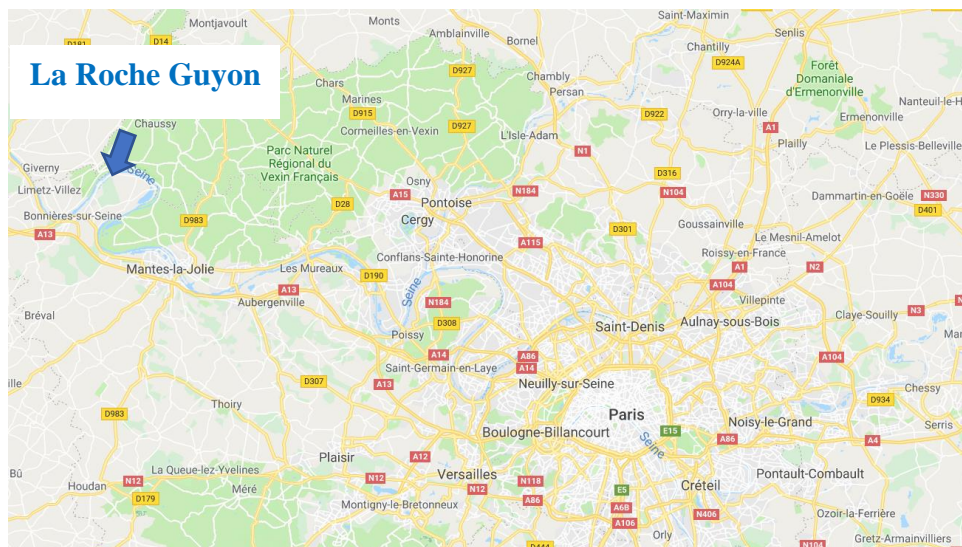 Montjavoult
Monts
Saint-Maximin
Senlis
Amblainville
Bornel
D181
D14
Chantilly
D924A
La Roche Guyon
D927
Forêt
Domaniale
d'Ermenonville
Chars
Chambly
Persan
Marines
Nanteuil-le-H
D915
D922
Orry-la-ville
Ermenonville
Chaussy
Cormeilles-en-Vexin
D927
L'Isle-Adam
A1
Plailly
Le Plessis-Belleville
Parc Naturel
Régional du
Vexin Français
N1
Giverny
Seine
Osny
D316
Limetz-Villez
A15
N184
N104
Dammartin-en-Goële
N330
Pontoise
D28
Bonnières-sur-Seine
D983
Cergy
D301
Goussainville
D401
A13
A115
Le Mesnil-Amelot
Conflans-Sainte-Honorine
Roissy-en-France
Mantes-la-Jolie
Les Mureaux
D190
A1
N2
A13
Seine
A104
Aubergenville
N184
Villepinte
Bréval
D308
Claye-Souilly
N3
Poissy
Saint-Denis
Aulnay-sous-Bois
Mar
A14
A86
A104
Saint-Germain-en-Laye
A14
ille
D307
A13
Neuilly-sur-Seine
Chessy
Thoiry
D934
D983
Paris
Noisy-le-Grand
Serris
Boulogne-Billancourt
E15
A86
A4
Seine
Plaisir
A12
La Queue-lez-Yvelines
Versailles
Pontault-Combault
Bû
N12
N118
Houdan
N12
Méré
N12
E5
Créteil
D179
A86
Montigny-le-Bretonneux
A6B
N406
Ozoir-la-Ferrière
A106
Orly
Gretz-Armainvilliers
D444
N104